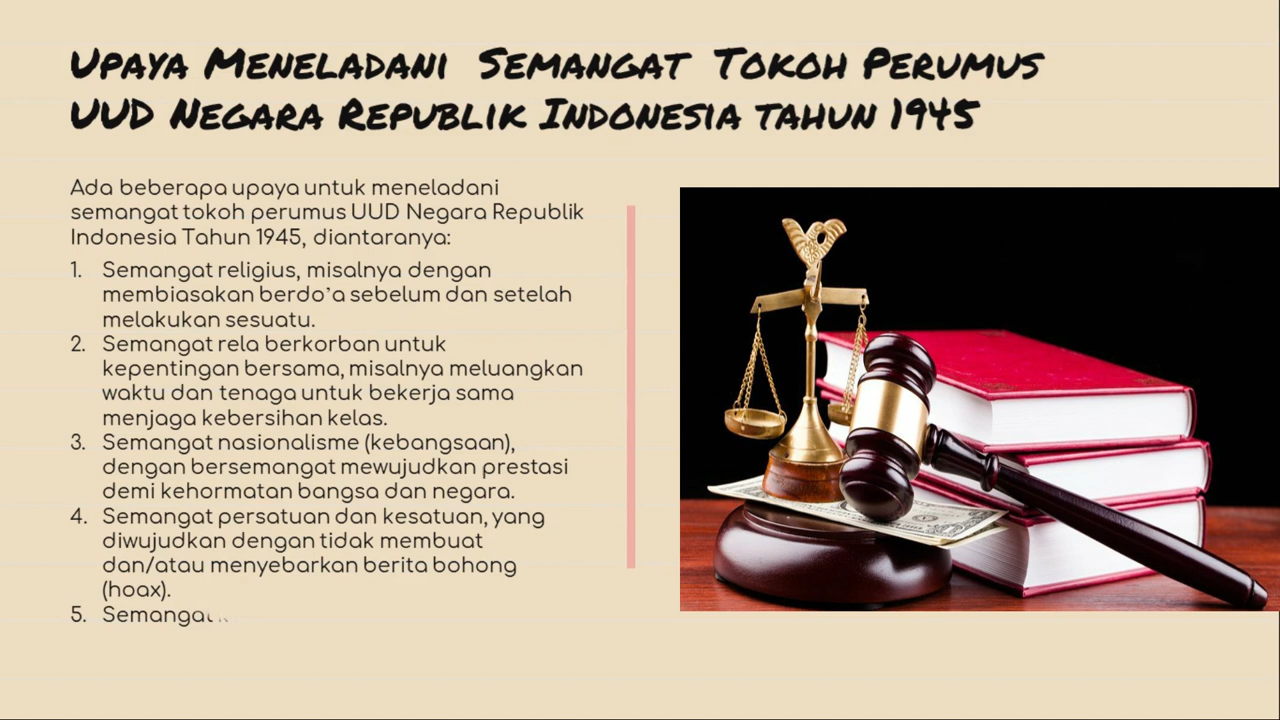 Upaya Meneladani Semangat Tokoh Perumus
UUD Negara Republik Indonesia tahun 1945
Ada beberapa upaya untuk meneladani
semangat tokoh perumus UUD Negara Republik
Indonesia Tahun 1945, diantaranya:
1. Semangat religius, misalnya dengan
membiasakan berdo'a sebelum dan setelah
melakukan sesuatu.
2. Semangat rela berkorban untuk
kepentingan bersama, misalnya meluangkan
waktu dan tenaga untuk bekerja sama
menjaga kebersihan kelas.
3. Semangat nasionalisme (kebangsaan),
dengan bersemangat mewujudkan prestasi
demi kehormatan bangsa dan negara.
4. Semangat persatuan dan kesatuan, yang
diwujudkan dengan tidak membuat
dan/atau menyebarkan berita bohong
(hoax).
5. Semangat